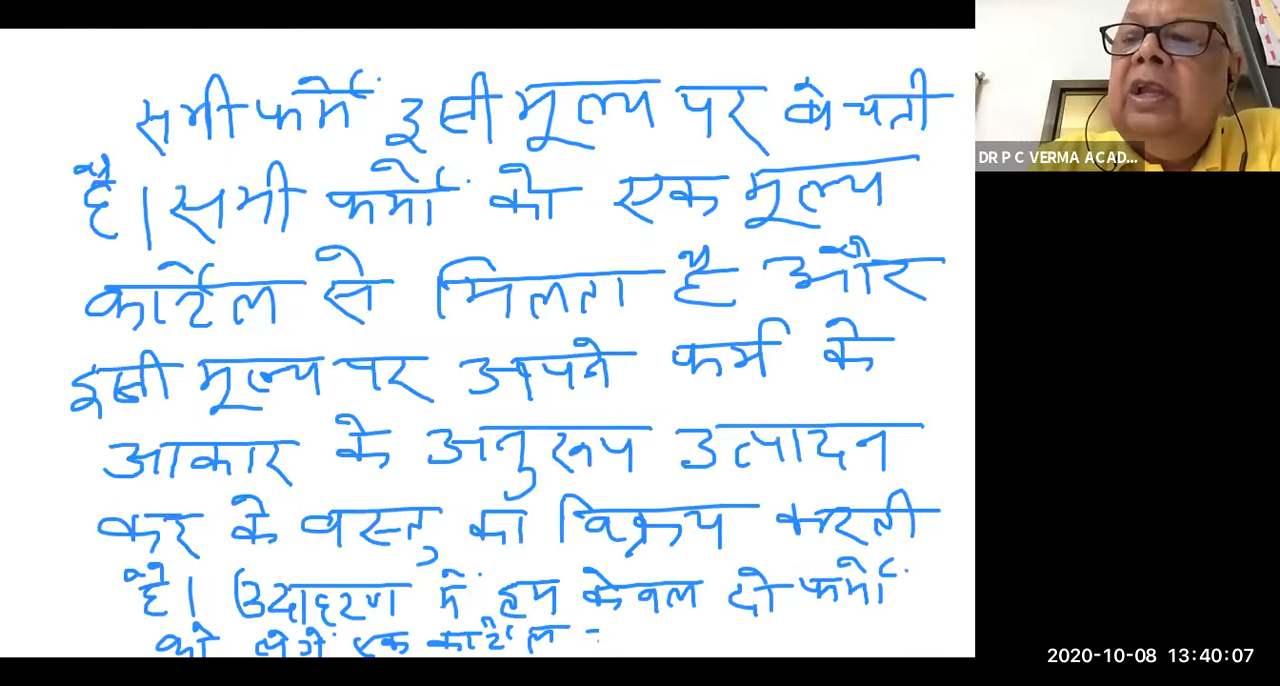 सभी फर्में इसी मूल्य पर बेचती
हैं। सभी फर्मों को एक मूल्य
कार्टेल से मिलता है और
इसी मूल्य पर अपने फर्म के
आकार के अनुरूप उत्पादन
कर के वस्तु का विक्रय करती
हैं। उदाहरण में हम केवल दो फर्मों
को लेगें एक कार्टेल -
DR P C VERMA ACAD...
2020-10-08 13:40:07